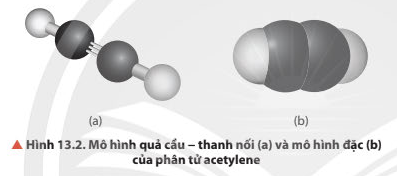 (a)
(b)
▲ Hình 13.2. Mô hình quả cầu – thanh nối (a) và mô hình đặc (b)
của phân tử acetylene